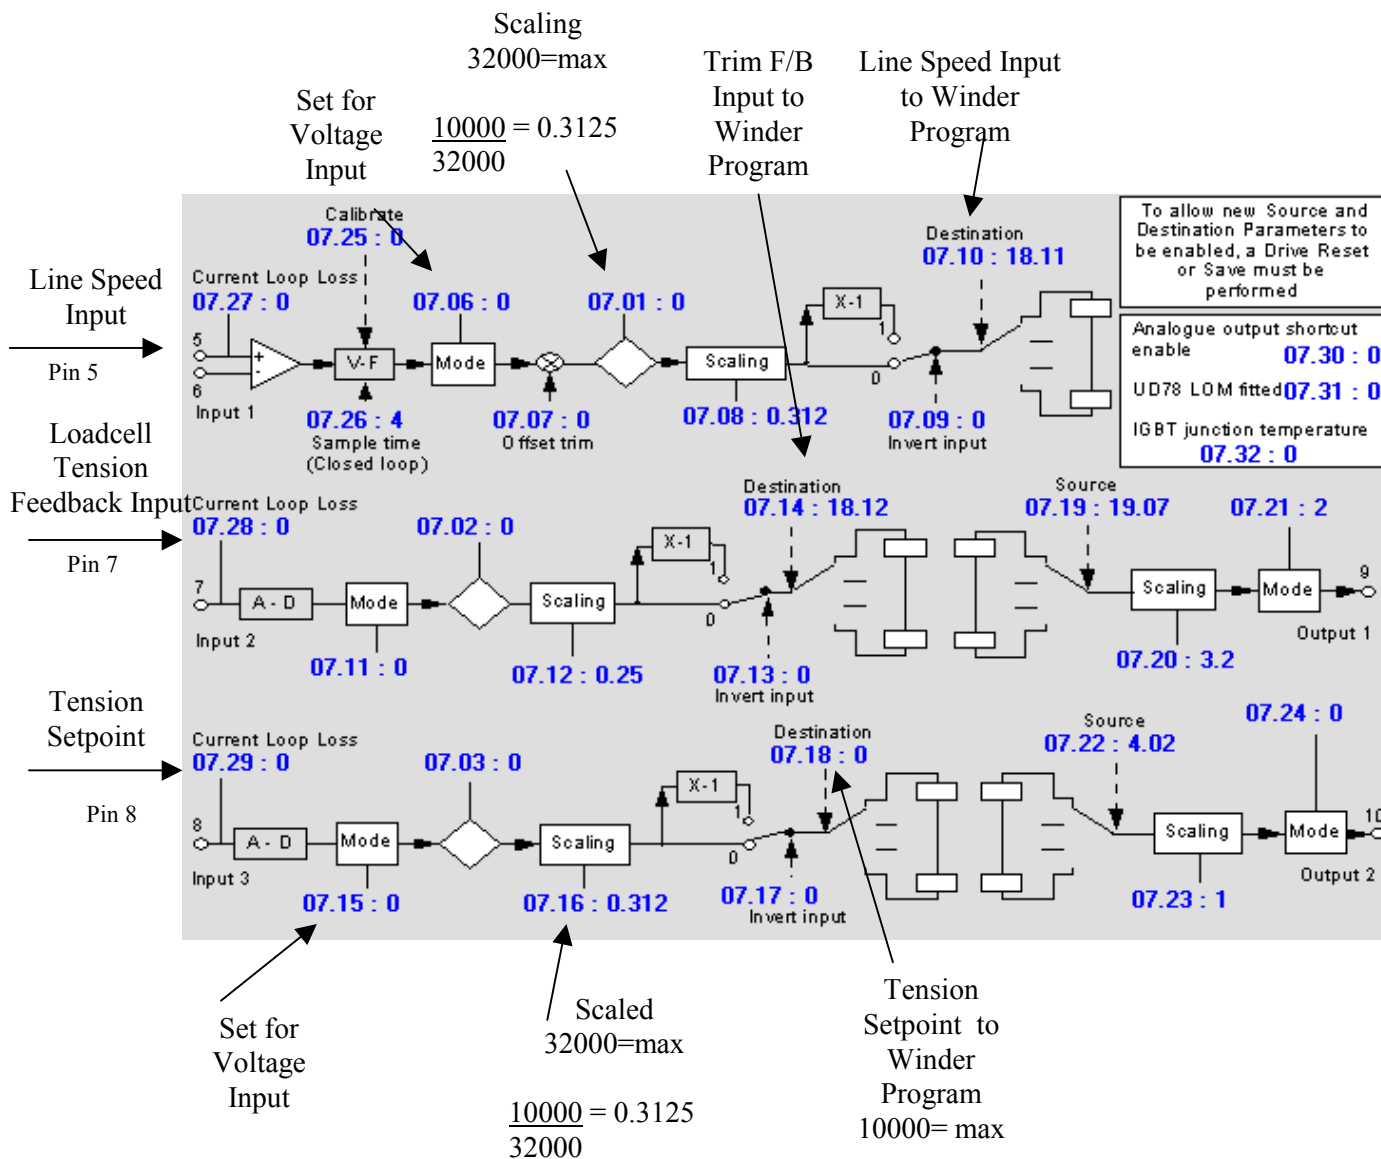 Scaling
32000=max
10000 = 0.3125
32000
Set for
Voltage
Input
Trim F/B
Input to
Winder
Program
Line Speed Input
to Winder
Program
Line Speed
Input
Pin 5
Calibrate
07.25 : 0
Current Loop Loss
07.27 : 0
07.06 : 0
07.01 : 0
Destination
07.10 : 18.11
To allow new Source and
Destination Parameters to
be enabled, a Drive Reset
or Save must be
performed
5
6
Input 1
+
-
V-F
Mode
Scaling
X-1
1
0
07.26 : 4
Sample time
(Closed loop)
07.07 : 0
Offset trim
07.08 : 0.312
07.09 : 0
Invert input
Analogue output shortcut
enable 07.30 : 0
UD78 LOM fitted 07.31 : 0
IGBT junction temperature
07.32 : 0
Loadcell
Tension
Feedback Input
Pin 7
Current Loop Loss
07.28 : 0
07.02 : 0
Destination
07.14 : 18.12
Source
07.19 : 19.07
07.21 : 2
7
Input 2
A - D
Mode
Scaling
X-1
1
0
Scaling
Mode
9
Output 1
07.11 : 0
07.12 : 0.25
07.13 : 0
Invert input
07.20 : 3.2
Tension
Setpoint
Pin 8
Current Loop Loss
07.29 : 0
07.03 : 0
Destination
07.18 : 0
Source
07.22 : 4.02
07.24 : 0
8
Input 3
A - D
Mode
Scaling
X-1
1
0
Scaling
Mode
10
Output 2
07.15 : 0
07.16 : 0.312
07.17 : 0
Invert input
07.23 : 1
Set for
Voltage
Input
Scaled
32000=max
10000 = 0.3125
32000
Tension
Setpoint to
Winder
Program
10000= max